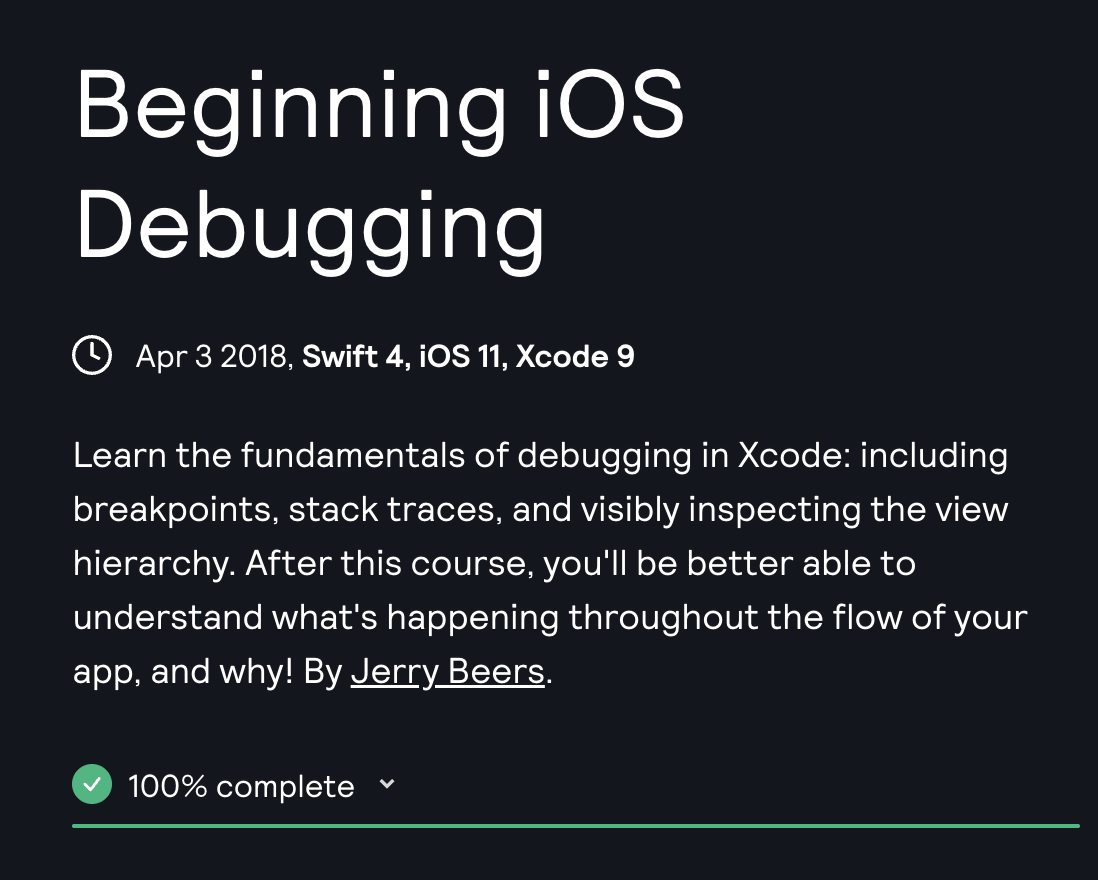 Beginning iOS
Debugging
Apr 3 2018, Swift 4, iOS 11, Xcode 9
Learn the fundamentals of debugging in Xcode: including
breakpoints, stack traces, and visibly inspecting the view
hierarchy. After this course, you'll be better able to
understand what's happening throughout the flow of your
app, and why! By Jerry Beers.
100% complete